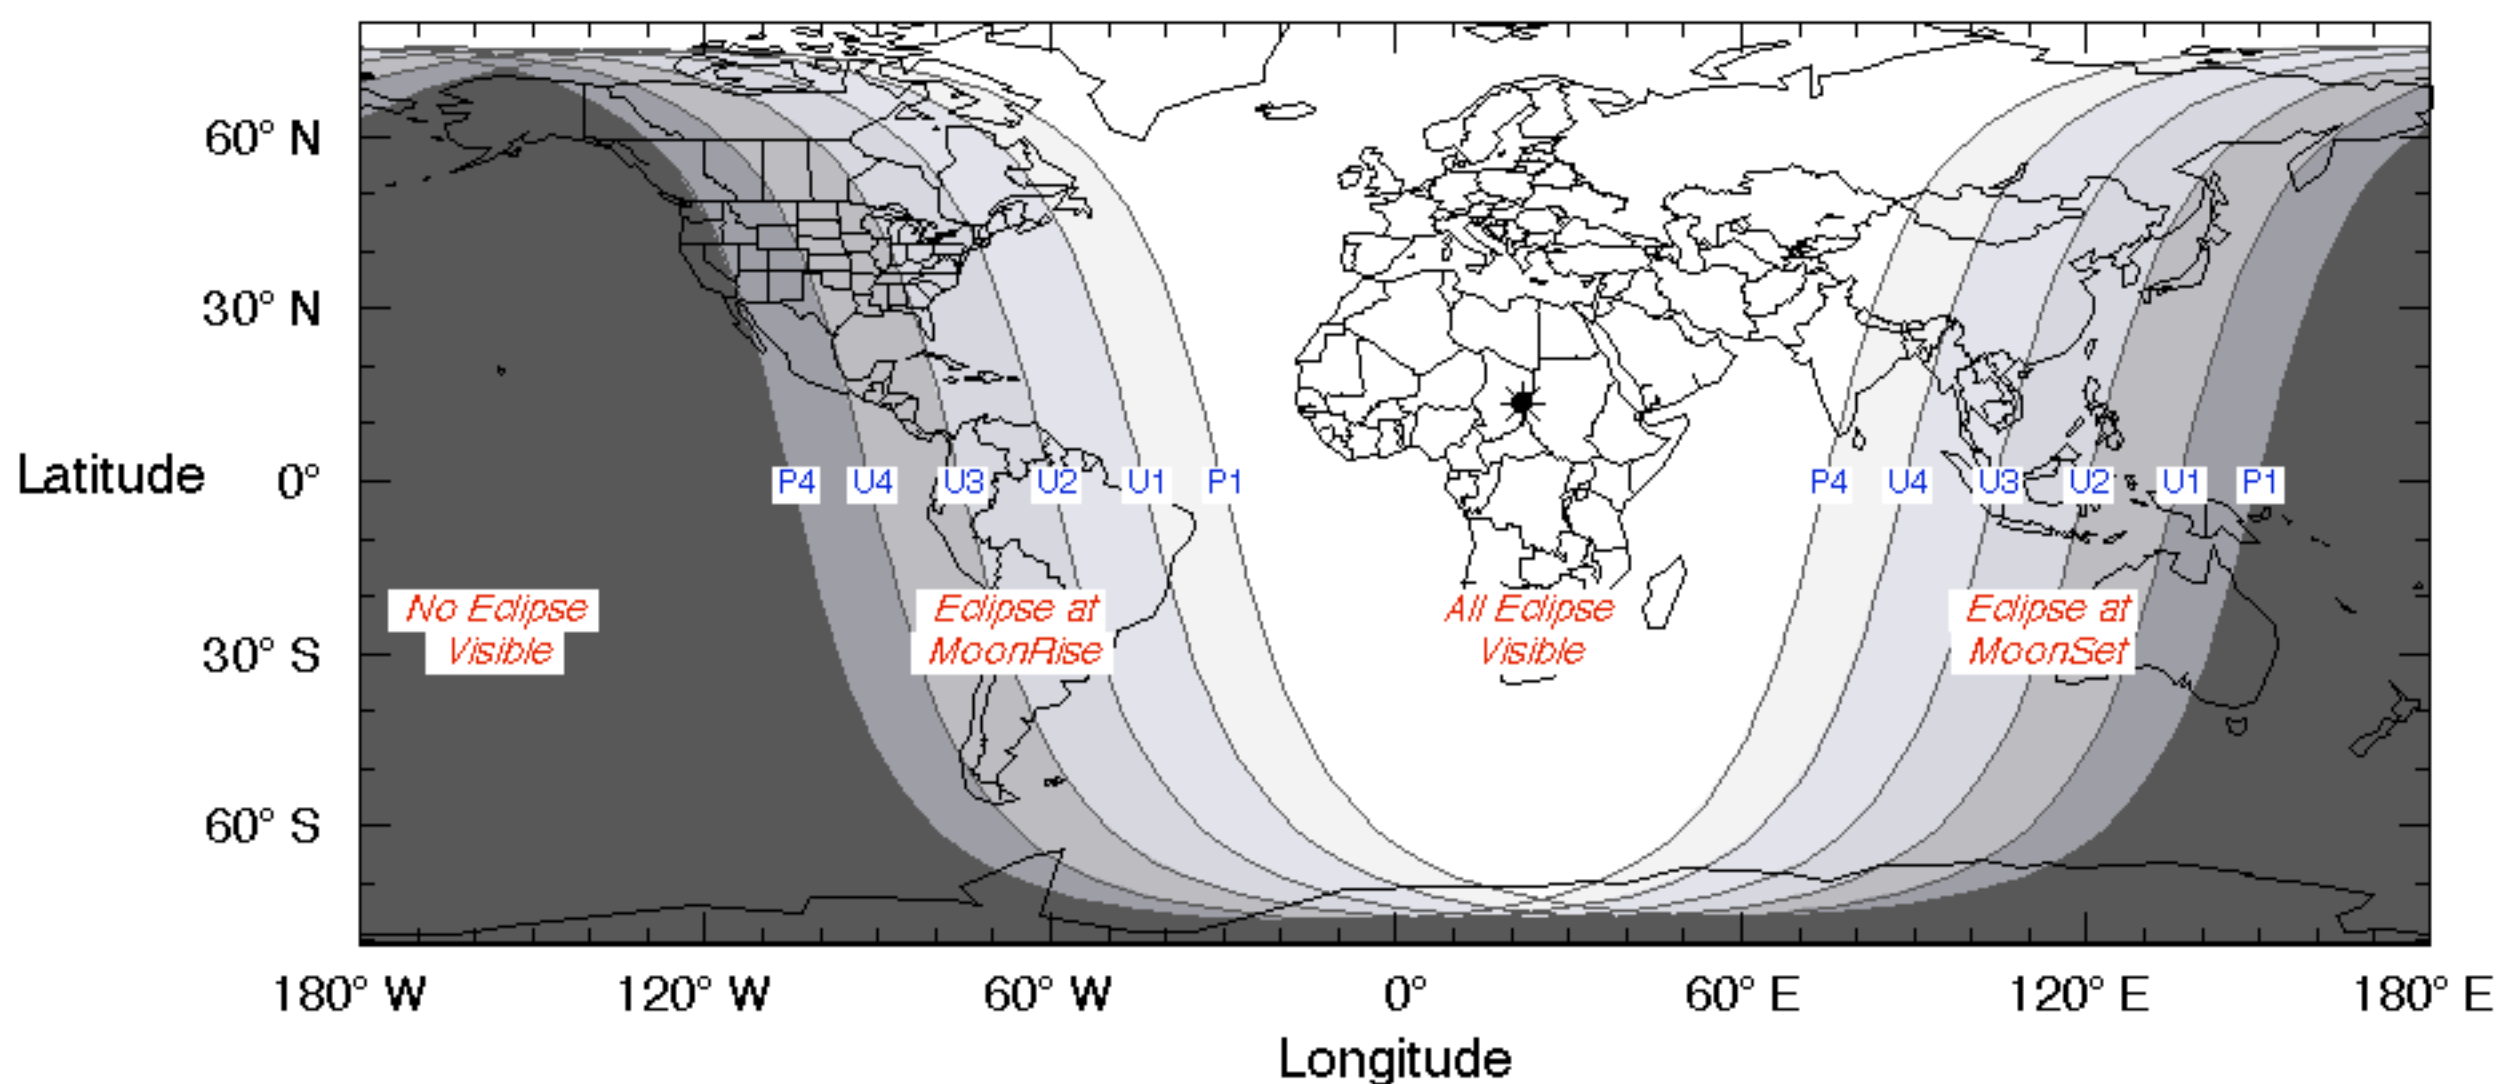 60° N
30° N
Latitude 0°
P4 U4 U3 U2 U1 P1 P4 U4 U3 U2 U1 P1
No Eclipse
Visible
Eclipse at
MoonRise
All Eclipse
Visible
Eclipse at
MoonSet
30° S
60° S
180° W 120° W 60° W 0° 60° E 120° E 180° E
Longitude